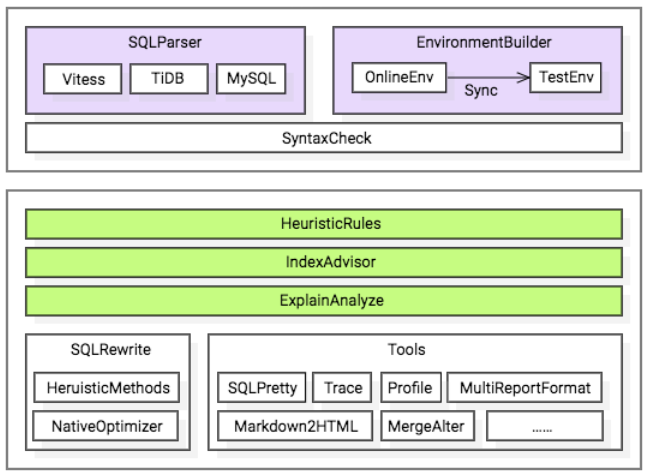 SQLParser
Vitess
TiDB
MySQL
EnvironmentBuilder
OnlineEnv
Sync
TestEnv
SyntaxCheck
HeuristicRules
IndexAdvisor
ExplainAnalyze
SQLRewrite
HeruisticMethods
NativeOptimizer
Tools
SQLPretty
Trace
Profile
MultiReportFormat
Markdown2HTML
MergeAlter
......